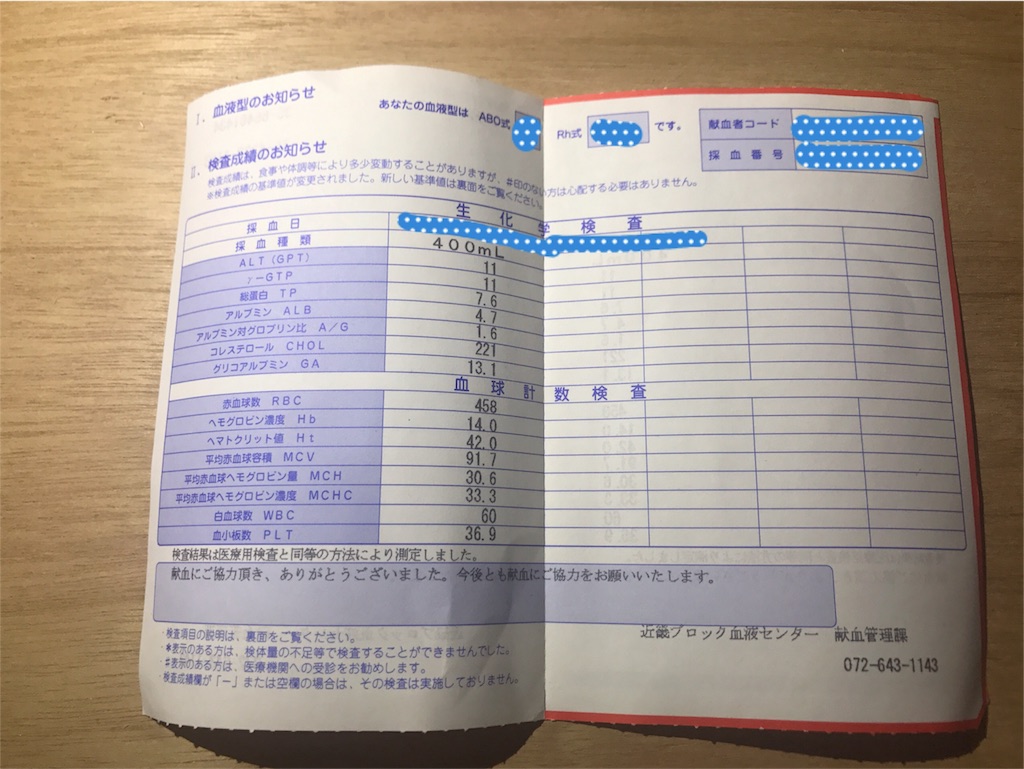 Ⅰ. 血液型のお知らせ
あなたの血液型は ABO式 Rh式 です。
献血者コード
採血番号
Ⅱ. 検査成績のお知らせ
検査成績は、食事や体調等により多少変動することがありますが、#印のない方は心配する必要はありません。
※検査成績の基準値が変更されました。新しい基準値は裏面をご覧ください。
生化学検査
採血日
採血種類 400mL
ALT(GPT) 11
γ-GTP 11
総蛋白 TP 7.6
アルブミン ALB 4.7
アルブミン対グロブリン比 A/G 1.6
コレステロール CHOL 221
グリコアルブミン GA 13.1
血球計数検査
赤血球数 RBC 458
ヘモグロビン濃度 Hb 14.0
ヘマトクリット値 Ht 42.0
平均赤血球容積 MCV 91.7
平均赤血球ヘモグロビン量 MCH 30.6
平均赤血球ヘモグロビン濃度 MCHC 33.3
白血球数 WBC 60
血小板数 PLT 36.9
検査結果は医療用検査と同等の方法により測定しました。
献血にご協力頂き、ありがとうございました。今後とも献血にご協力をお願いいたします。
近畿ブロック血液センター 献血管理課
072-643-1143
・検査項目の説明は、裏面をご覧ください。
・*表示のある方は、検体量の不足等で検査することができませんでした。
・#表示のある方は、医療機関への受診をお勧めします。
・検査成績欄が「-」または空欄の場合は、その検査は実施しておりません。